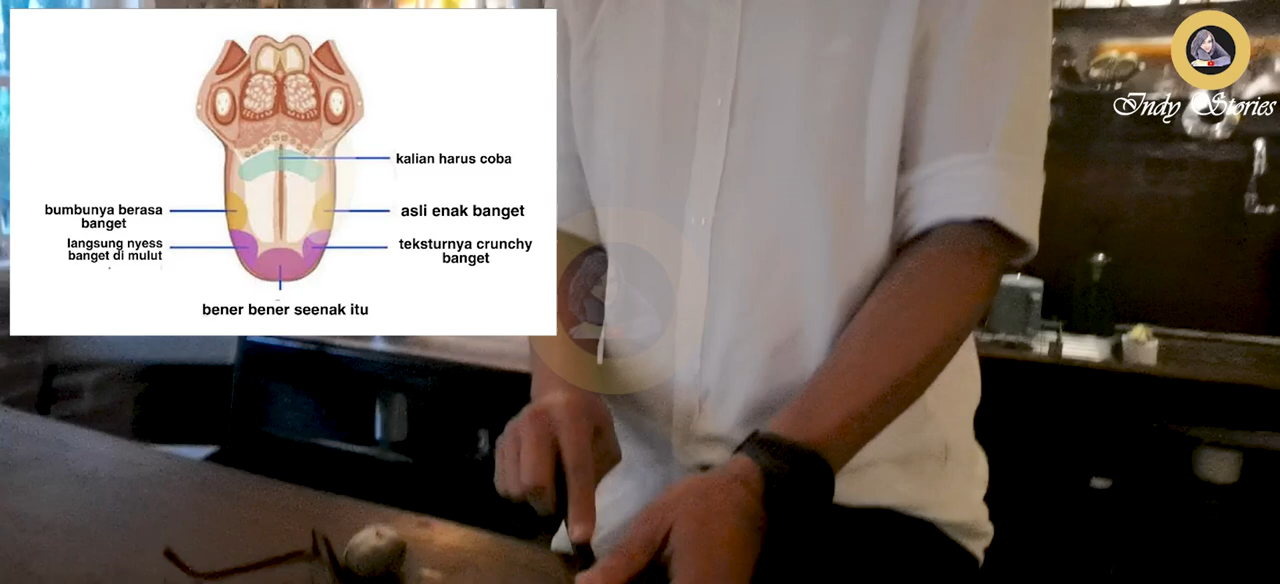 Indy Stories
kalian harus coba
bumbunya berasa
banget
asli enak banget
langsung nyess
banget di mulut
teksturnya crunchy
banget
bener bener seenak itu